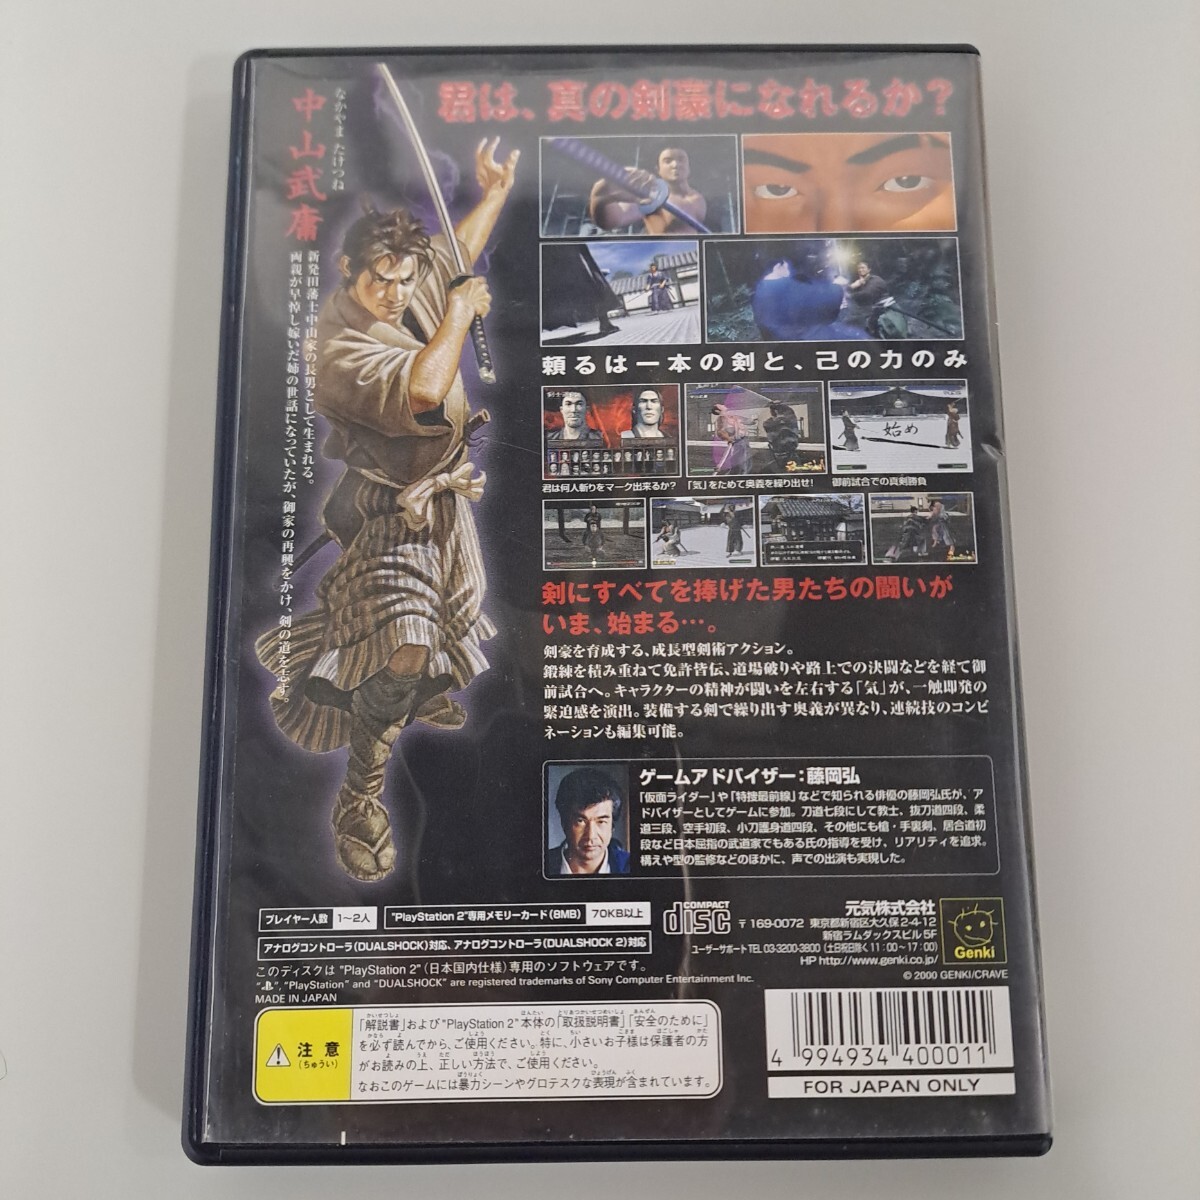 君は、真の剣豪になれるか?
なかやま たけつね
中山武庸
新発田藩士中山家の長男として生まれる。
両親が早悼し嫁いだ姉の世話になっていたが、御家の再興をかけ、剣の道を志す。
頼るは一本の剣と、己の力のみ
始め
君は何人斬りをマーク出来るか?
「気」をためて奥義を繰り出せ!
御前試合での真剣勝負
剣にすべてを捧げた男たちの闘いが
いま、始まる…。
剣豪を育成する、成長型剣術アクション。
鍛練を積み重ねて免許皆伝、道場破りや路上での決闘などを経て御
前試合へ。キャラクターの精神が闘いを左右する「気」が、一触即発の
緊迫感を演出。装備する剣で繰り出す奥義が異なり、連続技のコンビ
ネーションも編集可能。
ゲームアドバイザー:藤岡弘
「仮面ライダー」や「特捜最前線」などで知られる俳優の藤岡弘氏が、ア
ドバイザーとしてゲームに参加。刀道七段にして教士、抜刀道四段、柔
道三段、空手初段、小刀護身道四段、その他にも槍・手裏剣、居合道初
段など日本屈指の武道家でもある氏の指導を受け、リアリティを追求。
構えや型の監修などのほかに、声での出演も実現した。
プレイヤー人数 1~2人
"PlayStation 2"専用メモリーカード(8MB) 70KB以上
アナログコントローラ(DUALSHOCK)対応、アナログコントローラ(DUALSHOCK 2)対応
COMPACT
disc
元気株式会社
〒169-0072 東京都新宿区大久保2-4-12
新宿ラムダックスビル 5F
ユーザーサポート TEL 03-3200-3800 (土日祝日除く11:00~17:00)
HP http://www.genki.co.jp/
Genki
このディスクは "PlayStation 2" (日本国内仕様)専用のソフトウェアです。
"PlayStation" and "DUALSHOCK" are registered trademarks of Sony Computer Entertainment Inc.
© 2000 GENKI/CRAVE
MADE IN JAPAN
注意
(ちゅうい)
「解説書」および"PlayStation 2"本体の「取扱説明書」「安全のために」
を必ず読んでから、ご使用ください。特に、小さいお子様は保護者の方
がお読みの上、正しい方法で、ご使用ください。
なおこのゲームには暴力シーンやグロテスクな表現が含まれています。
4 994934 400011
FOR JAPAN ONLY